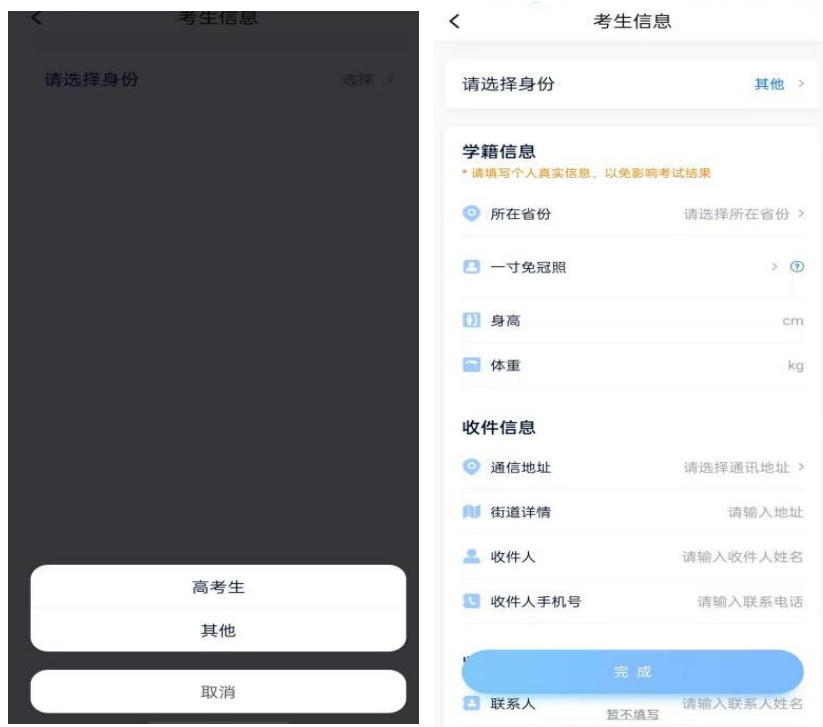 考生信息
请选择身份
选择 >
高考生
其他
取消
考生信息
请选择身份
其他 >
学籍信息
* 请填写个人真实信息，以免影响考试结果
所在省份
请选择所在省份 >
一寸免冠照
身高
cm
体重
kg
收件信息
通信地址
请选择通讯地址 >
街道详情
请输入地址
收件人
请输入收件人姓名
收件人手机号
请输入联系电话
完成
联系人
请输入联系人姓名
暂不填写